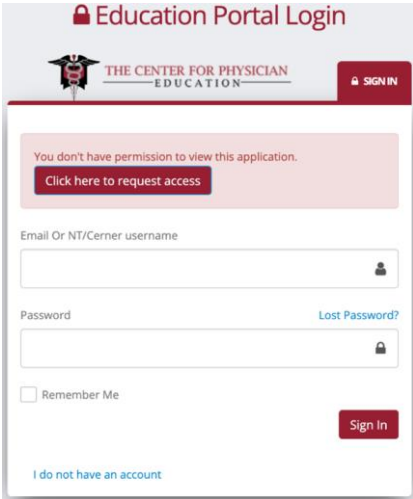 Education Portal Login
THE CENTER FOR PHYSICIAN
EDUCATION
SIGN IN
You don't have permission to view this application.
Click here to request access
Email Or NT/Cerner username
Password
Lost Password?
Remember Me
Sign In
I do not have an account